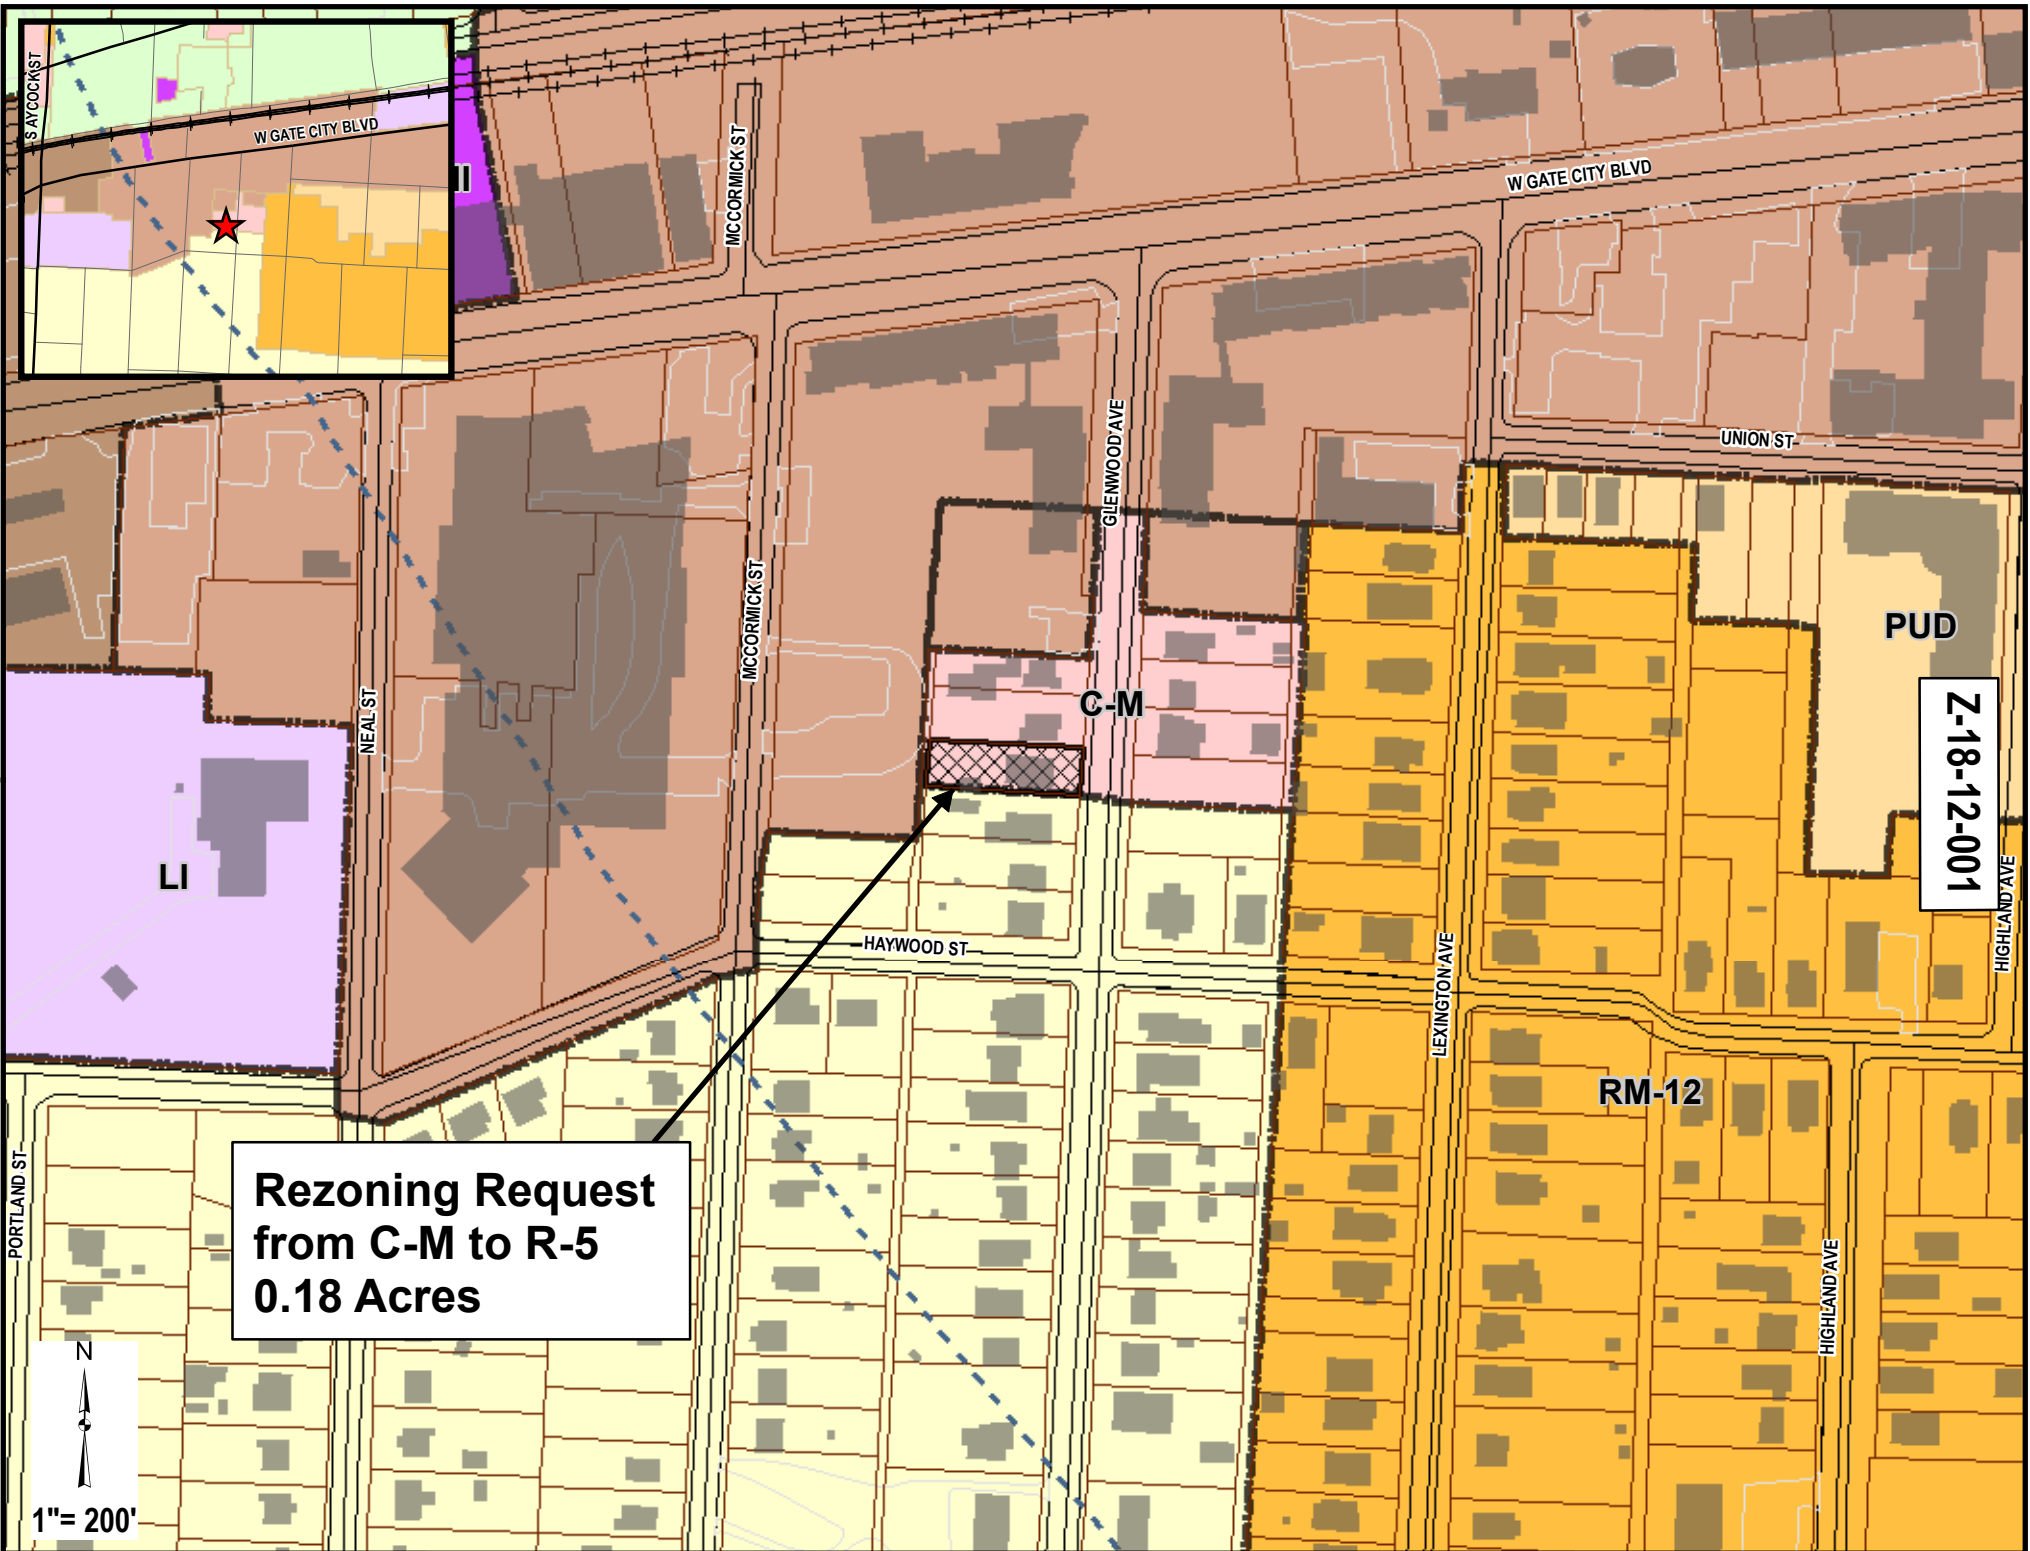 S AYCOCK ST
W GATE CITY BLVD
MCCORMICK ST
W GATE CITY BLVD
UNION ST
GLENWOOD AVE
MCCORMICK ST
PUD
C-M
NEAL ST
Z-18-12-001
LI
HIGHLAND AVE
HAYWOOD ST
LEXINGTON AVE
RM-12
PORTLAND ST
Rezoning Request
from C-M to R-5
0.18 Acres
HIGHLAND AVE
N
1"= 200'